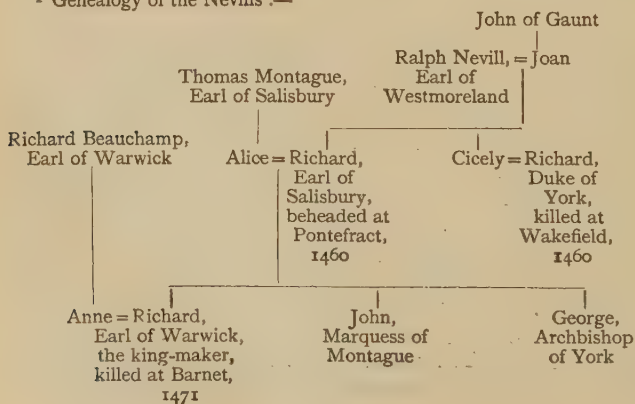 Genealogy of the Nevills :—
John of Gaunt
Ralph Nevill, = Joan
Earl of
Westmoreland
Thomas Montague,
Earl of Salisbury
Richard Beauchamp,
Earl of Warwick
Alice = Richard,
Earl of
Salisbury,
beheaded at
Pontefract,
1460
Cicely = Richard,
Duke of
York,
killed at
Wakefield,
1460
Anne = Richard,
Earl of Warwick,
the king-maker,
killed at Barnet,
1471
John,
Marquess of
Montague
George,
Archbishop
of York